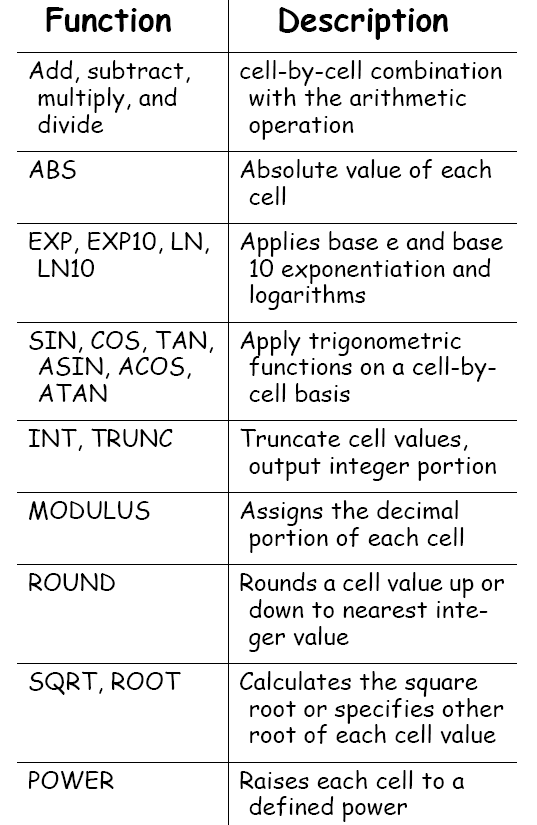 Function Description
Add, subtract, cell-by-cell combination
multiply, and with the arithmetic
divide operation
ABS Absolute value of each
cell
EXP, EXP10, LN, Applies base e and base
LN10 10 exponentiation and
logarithms
SIN, COS, TAN, Apply trigonometric
ASIN, ACOS, functions on a cell-by-
ATAN cell basis
INT, TRUNC Truncate cell values,
output integer portion
MODULUS Assigns the decimal
portion of each cell
ROUND Rounds a cell value up or
down to nearest inte-
ger value
SQRT, ROOT Calculates the square
root or specifies other
root of each cell value
POWER Raises each cell to a
defined power